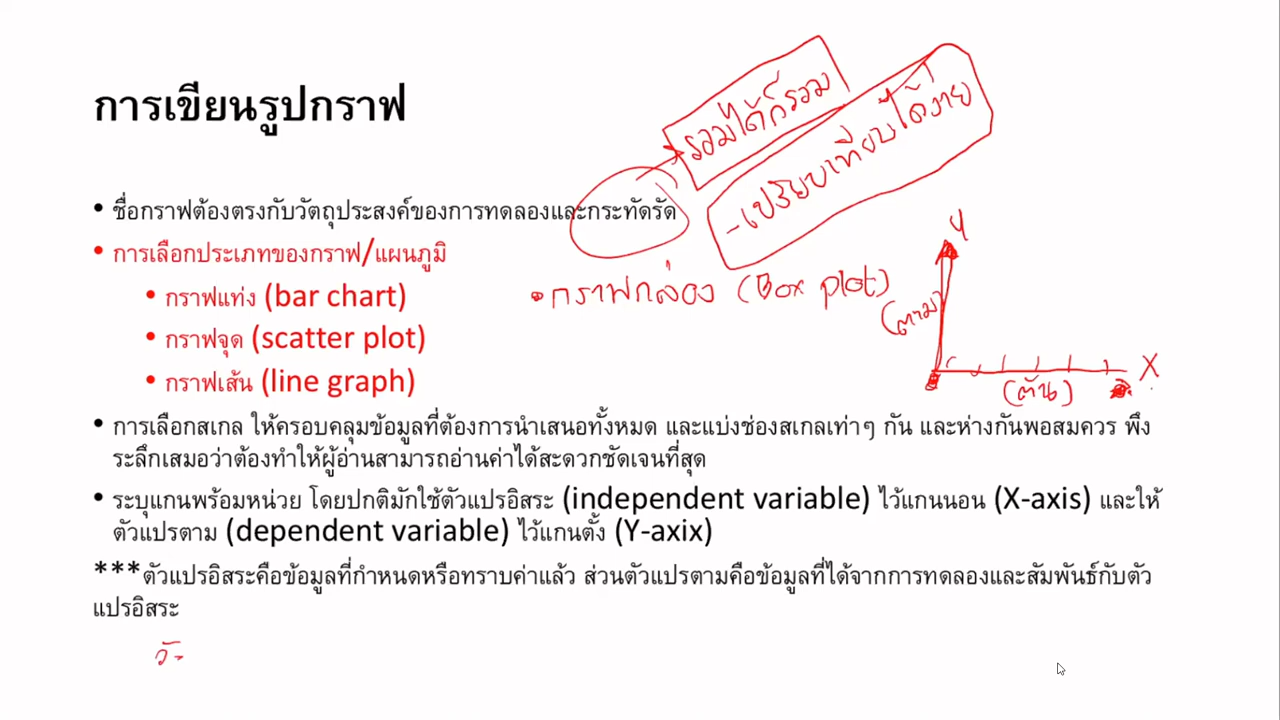 การเขียนรูปกราฟ
รวมได้ก็รวม
- เปรียบเทียบได้ง่าย
• ชื่อกราฟต้องตรงกับวัตถุประสงค์ของการทดลองและกระทัดรัด
• การเลือกประเภทของกราฟ/แผนภูมิ
• กราฟแท่ง (bar chart)
• กราฟกล่อง (Box plot)
• กราฟจุด (scatter plot)
• กราฟเส้น (line graph)
Y
(ตาม)
X
(ต้น)
• การเลือกสเกล ให้ครอบคลุมข้อมูลที่ต้องการนำเสนอทั้งหมด และแบ่งช่องสเกลเท่าๆ กัน และห่างกันพอสมควร พึง
ระลึกเสมอว่าต้องทำให้ผู้อ่านสามารถอ่านค่าได้สะดวกชัดเจนที่สุด
• ระบุแกนพร้อมหน่วย โดยปกติมักใช้ตัวแปรอิสระ (independent variable) ไว้แกนนอน (X-axis) และให้
ตัวแปรตาม (dependent variable) ไว้แกนตั้ง (Y-axix)
***ตัวแปรอิสระคือข้อมูลที่กำหนดหรือทราบค่าแล้ว ส่วนตัวแปรตามคือข้อมูลที่ได้จากการทดลองและสัมพันธ์กับตัว
แปรอิสระ